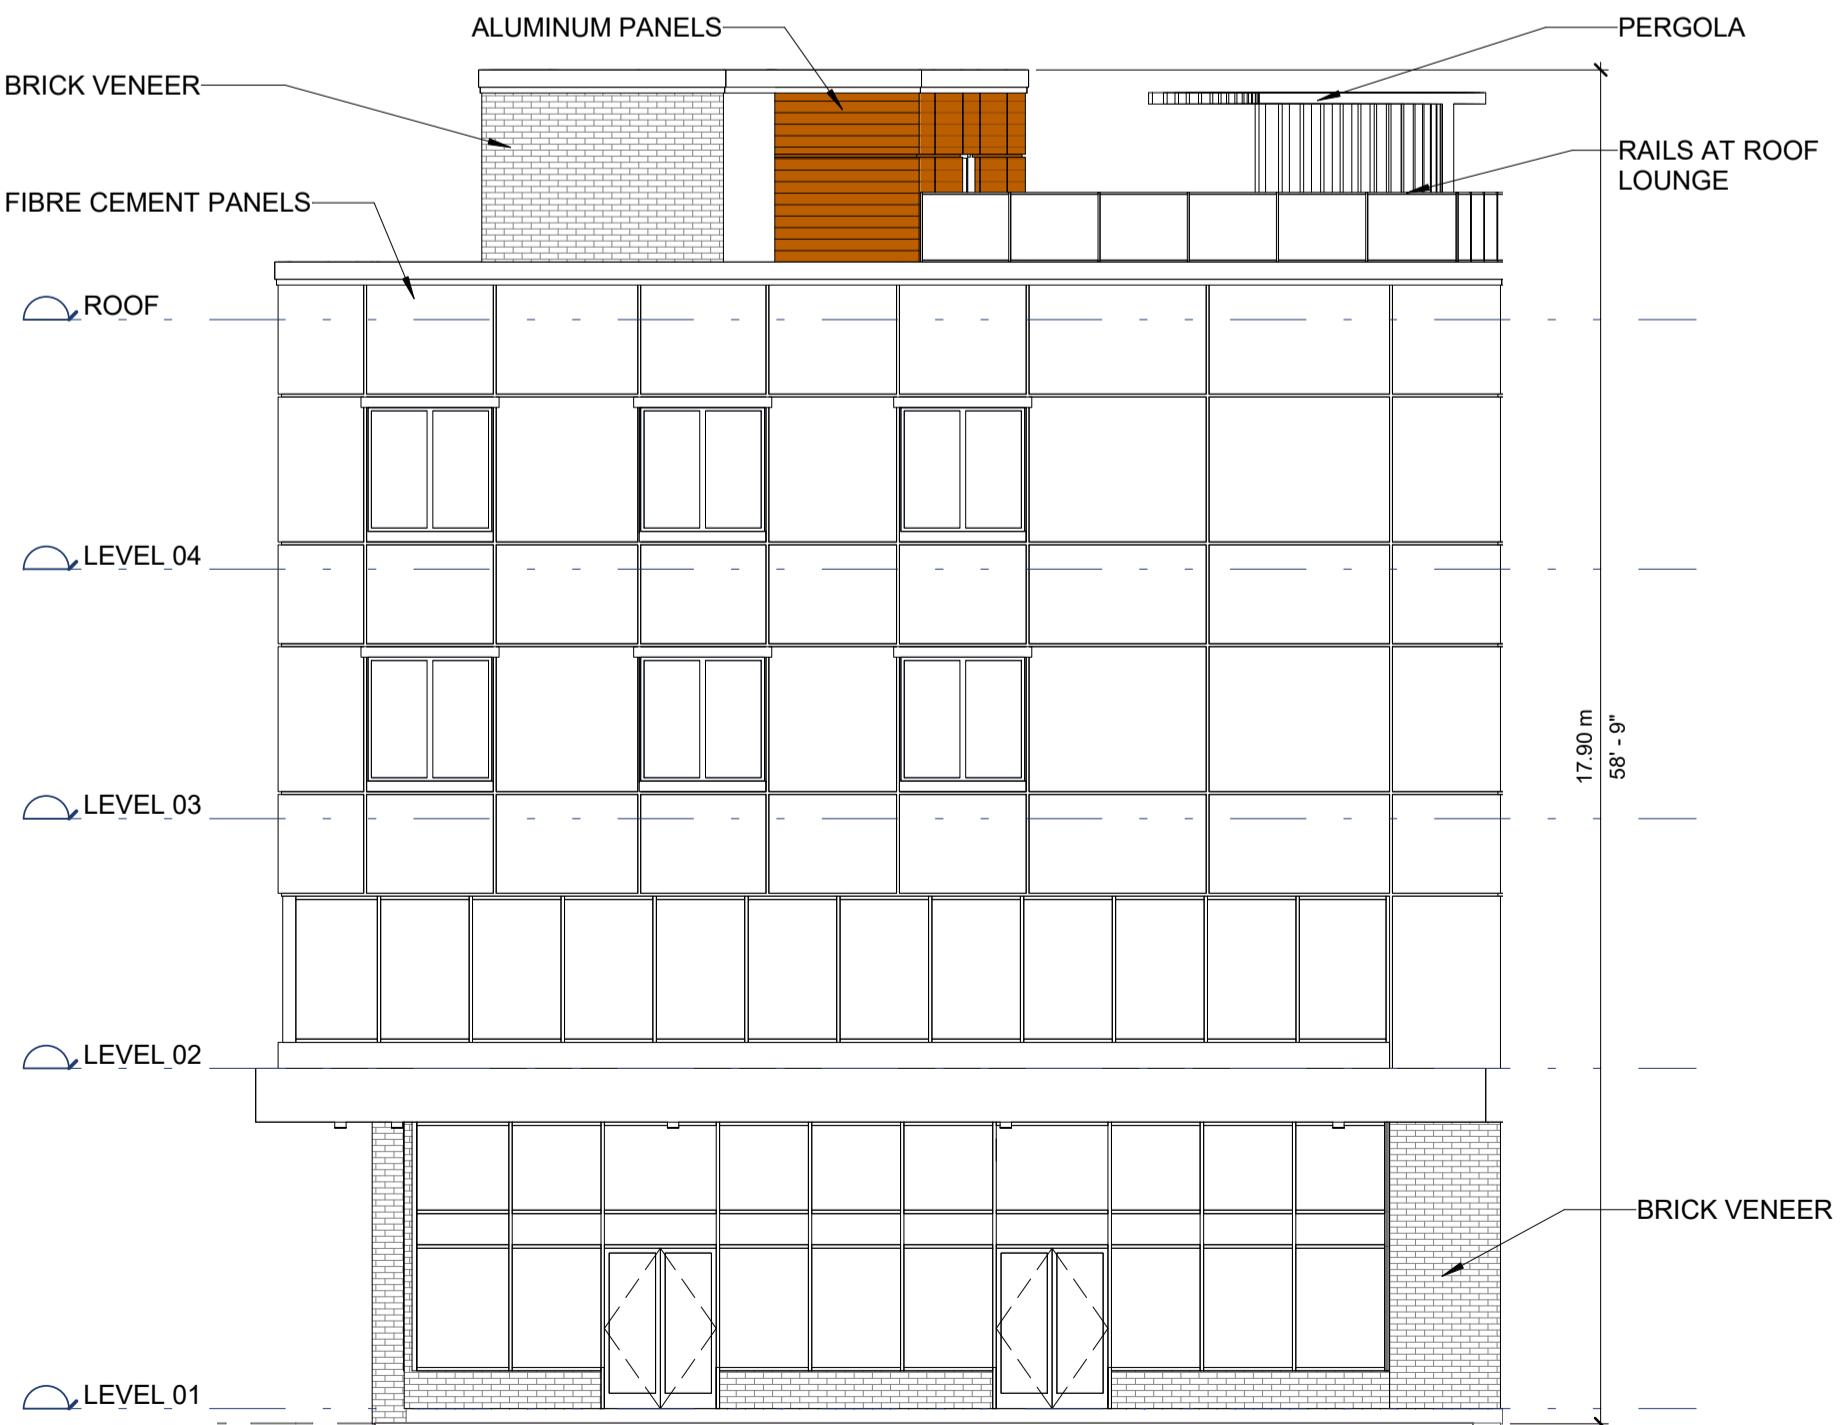 ALUMINUM PANELS
PERGOLA
BRICK VENEER
RAILS AT ROOF
LOUNGE
FIBRE CEMENT PANELS
ROOF
LEVEL 04
LEVEL 03
17.90 m
58' - 9"
LEVEL 02
BRICK VENEER
LEVEL 01